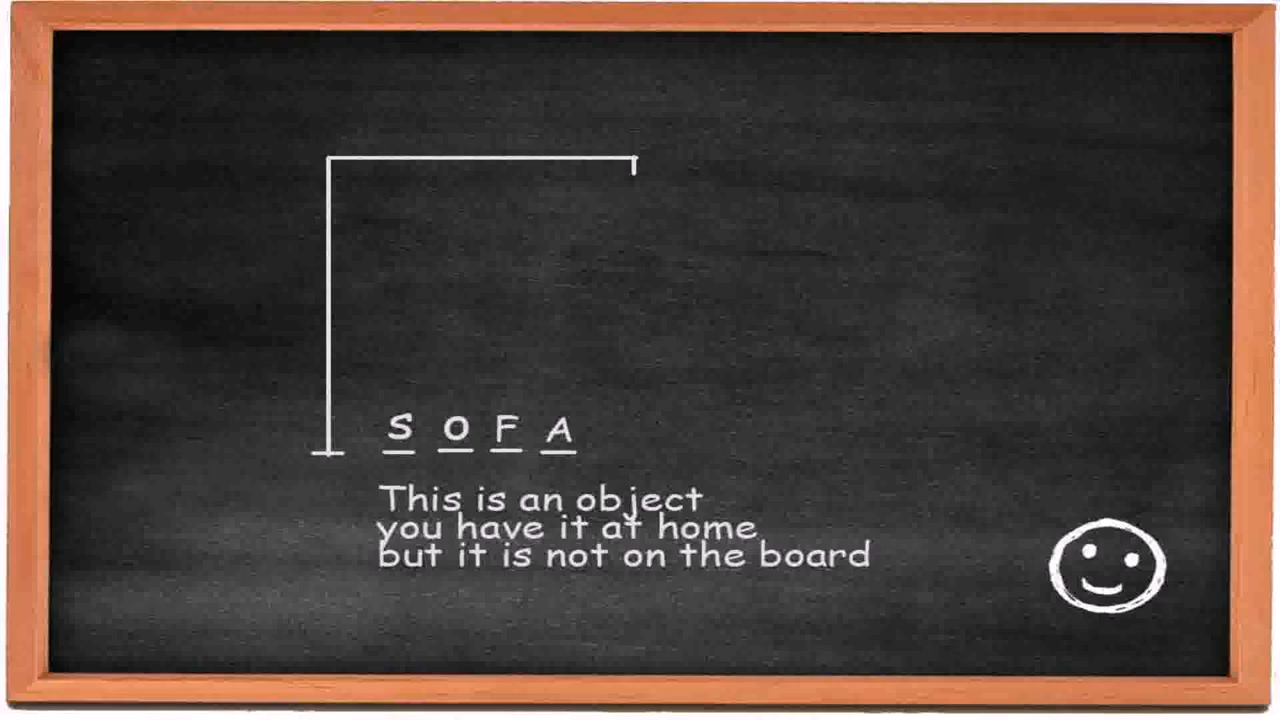 S O F A
This is an object
you have it at home
but it is not on the board